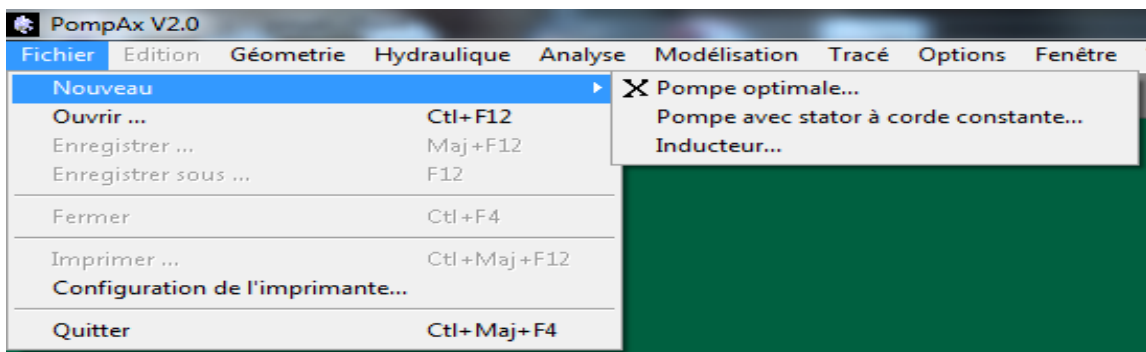 PompAx V2.0
Fichier Edition Géometrie Hydraulique Analyse Modélisation Tracé Options Fenêtre
Nouveau
Pompe optimale...
Ouvrir ... Ctl+F12
Pompe avec stator à corde constante...
Enregistrer ... Maj+F12
Inducteur...
Enregistrer sous ... F12
Fermer Ctl+F4
Imprimer ... Ctl+Maj+F12
Configuration de l'imprimante...
Quitter Ctl+Maj+F4